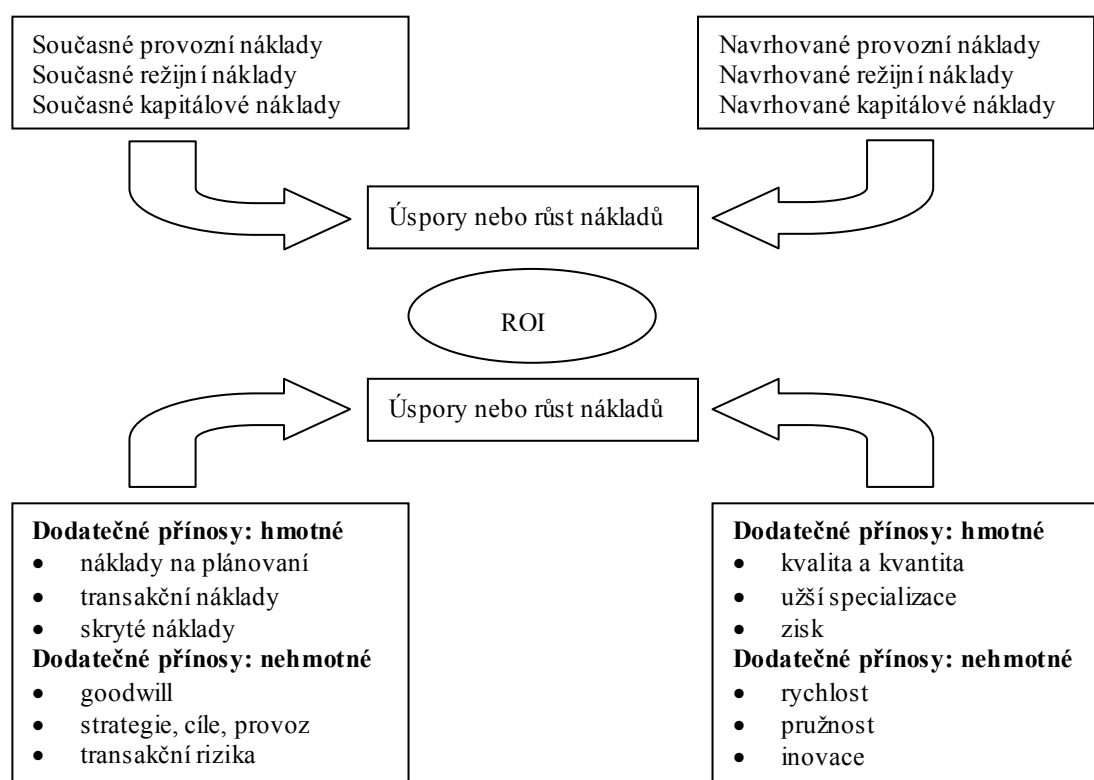 Současné provozní náklady
Současné režijní náklady
Současné kapitálové náklady
Navrhované provozní náklady
Navrhované režijní náklady
Navrhované kapitálové náklady
Úspory nebo růst nákladů
ROI
Úspory nebo růst nákladů
Dodatečné přínosy: hmotné
• náklady na plánovaní
• transakční náklady
• skryté náklady
Dodatečné přínosy: nehmotné
• goodwill
• strategie, cíle, provoz
• transakční rizika
Dodatečné přínosy: hmotné
• kvalita a kvantita
• užší specializace
• zisk
Dodatečné přínosy: nehmotné
• rychlost
• pružnost
• inovace